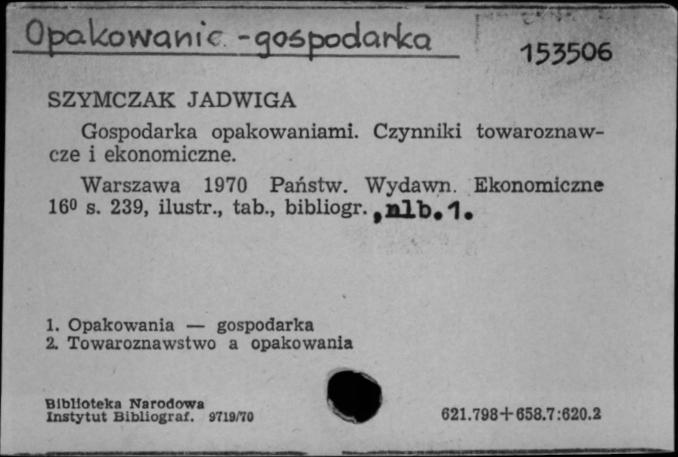 Opakowanie - gospodarka
153506
SZYMCZAK JADWIGA
Gospodarka opakowaniami. Czynniki towaroznaw-
cze i ekonomiczne.
Warszawa 1970 Państw. Wydawn. Ekonomiczne
16⁰ s. 239, ilustr., tab., bibliogr. , nlb. 1.
1. Opakowania — gospodarka
2. Towaroznawstwo a opakowania
Biblioteka Narodowa
Instytut Bibliograf. 9719/70
621.798+658.7:620.2